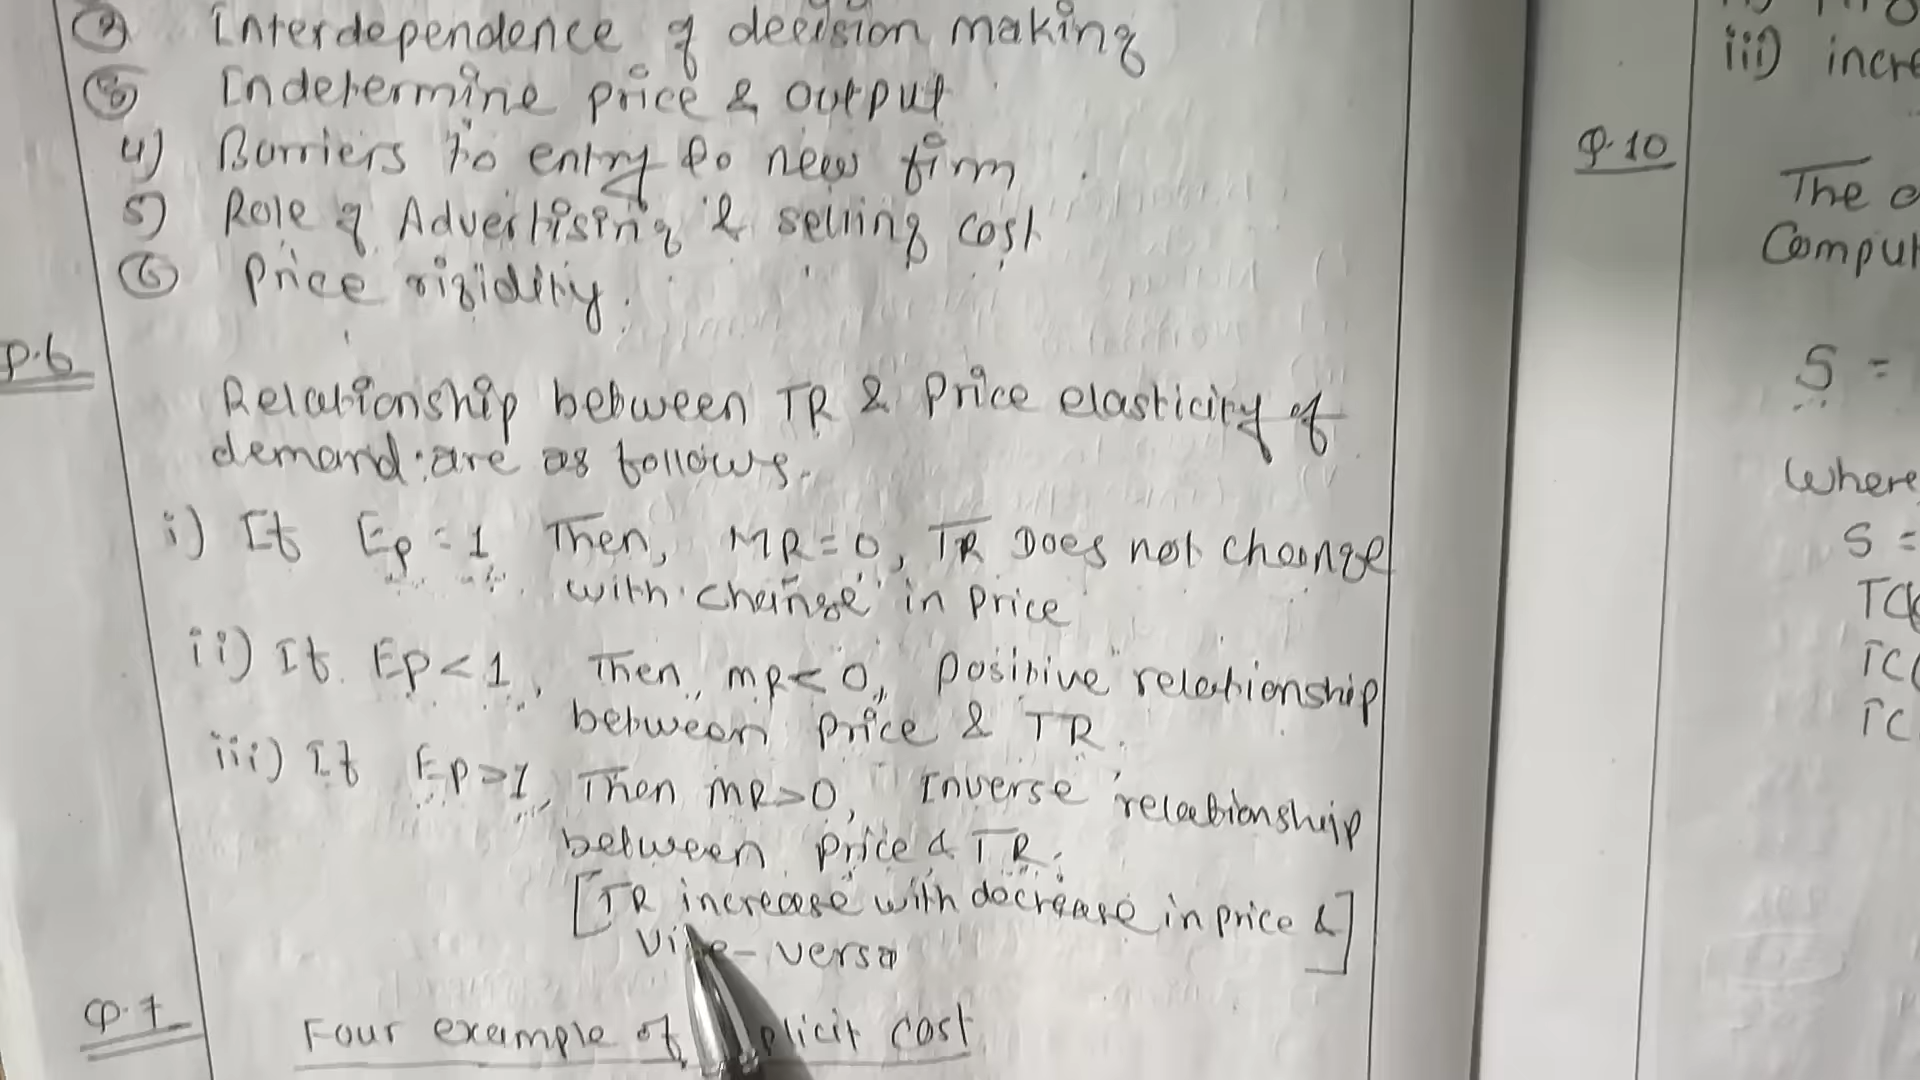 ② Interdependence of decision making
③ Indetermine price & output
4) Barriers to entry to new firm
5) Role of Advertising & selling cost
⑥ Price rigidity.
P.6
Relationship between TR & Price elasticity of
demand are as follows.
i) If Ep = 1 Then, MR = 0, TR Does not change
with change in price
ii) If Ep < 1, Then, MR < 0, Positive relationship
between price & TR.
iii) If Ep > 1, Then MR > 0, Inverse relationship
between price & TR.
[TR increase with decrease in price &
vice-versa]
Q.7
Four example of cost
iii) incre
Q.10
The
Comput
S =
Where
S =
TC
TC(
TC